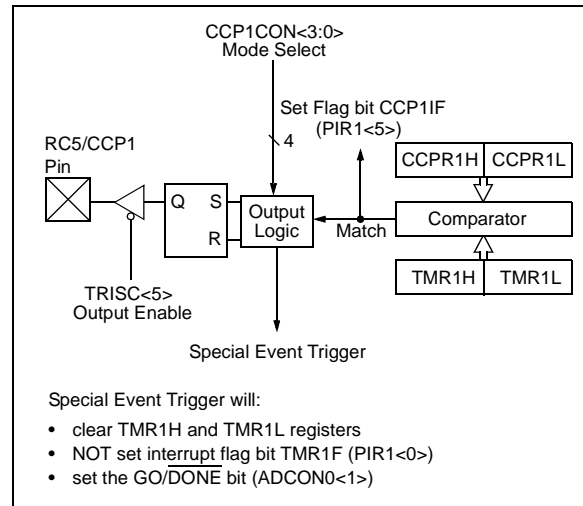 CCP1CON<3:0>
Mode Select
Set Flag bit CCP1IF
(PIR1<5>)
4
RC5/CCP1
Pin
CCPR1H CCPR1L
Q S
R
Output
Logic
Match
Comparator
TRISC<5>
Output Enable
TMR1H TMR1L
Special Event Trigger
Special Event Trigger will:
• clear TMR1H and TMR1L registers
• NOT set interrupt flag bit TMR1F (PIR1<0>)
• set the GO/DONE bit (ADCON0<1>)